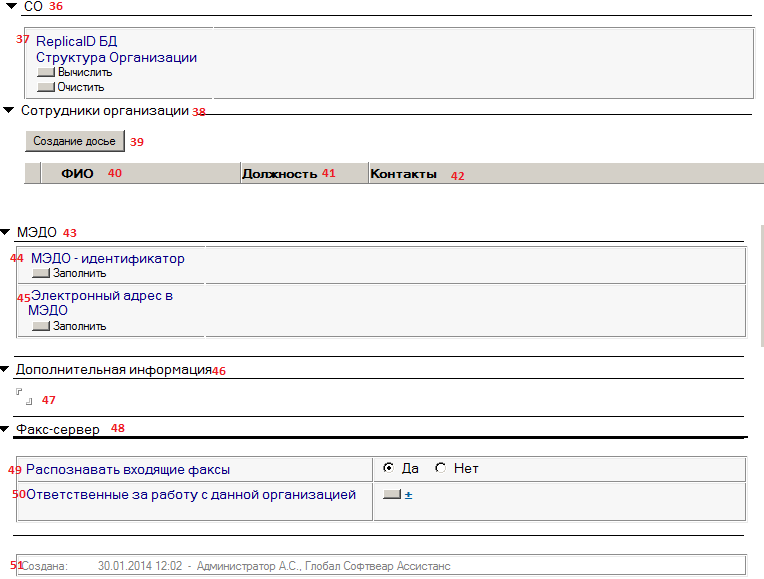 СО 36
37 ReplicaID БД
Структура Организации
Вычислить
Очистить
Сотрудники организации 38
Создание досье 39
ФИО 40 Должность 41 Контакты 42
МЭДО 43
44 МЭДО - идентификатор
Заполнить
45 Электронный адрес в
МЭДО
Заполнить
Дополнительная информация 46
47
Факс-сервер 48
49 Распознавать входящие факсы Да Нет
50 Ответственные за работу с данной организацией ±
51 Создана: 30.01.2014 12:02 - Администратор А.С., Глобал Софтвеар Ассистанс